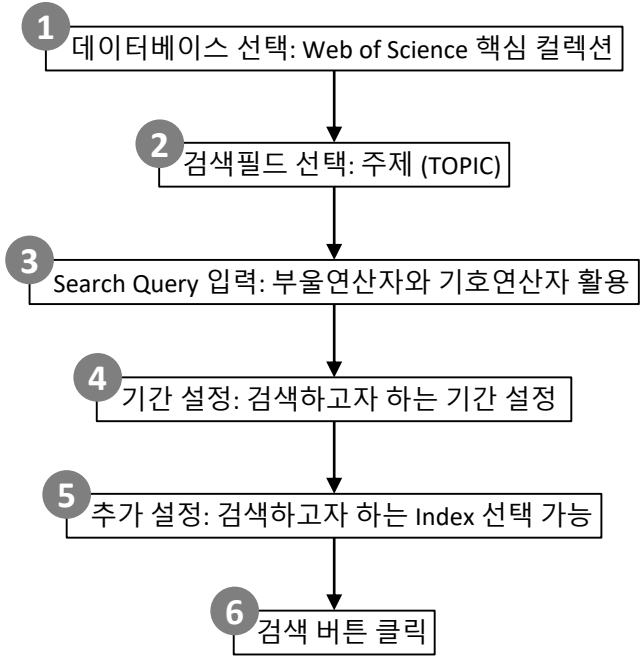 1
데이터베이스 선택: Web of Science 핵심 컬렉션
2
검색필드 선택: 주제 (TOPIC)
3
Search Query 입력: 부울연산자와 기호연산자 활용
4
기간 설정: 검색하고자 하는 기간 설정
5
추가 설정: 검색하고자 하는 Index 선택 가능
6
검색 버튼 클릭